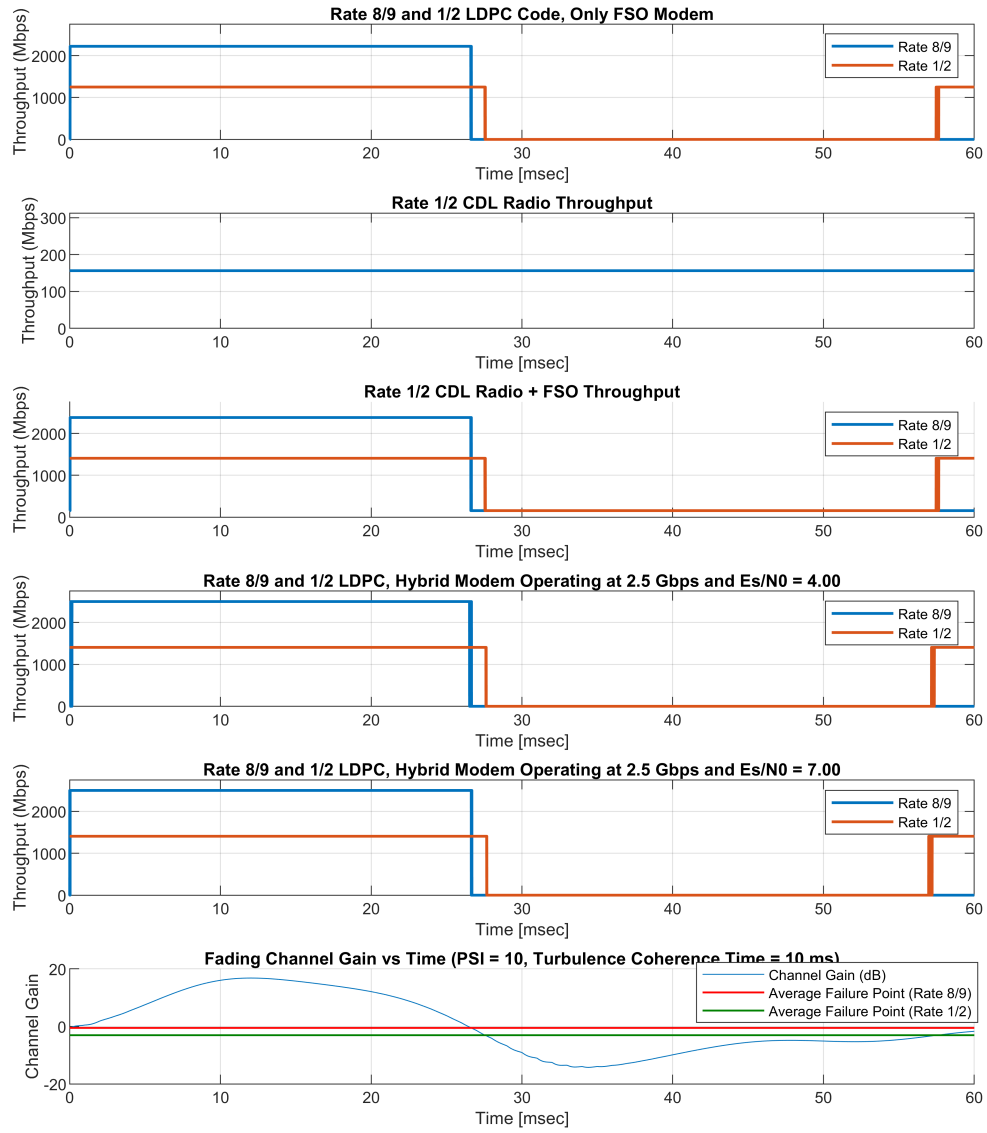 Rate 8/9 and 1/2 LDPC Code, Only FSO Modem
Throughput (Mbps)
2000
1000
0
Rate 8/9
Rate 1/2
0 10 20 30 40 50 60
Time [msec]
Rate 1/2 CDL Radio Throughput
Throughput (Mbps)
300
200
100
0
0 10 20 30 40 50 60
Time [msec]
Rate 1/2 CDL Radio + FSO Throughput
Throughput (Mbps)
2000
1000
0
Rate 8/9
Rate 1/2
0 10 20 30 40 50 60
Time [msec]
Rate 8/9 and 1/2 LDPC, Hybrid Modem Operating at 2.5 Gbps and Es/N0 = 4.00
Throughput (Mbps)
2000
1000
0
Rate 8/9
Rate 1/2
0 10 20 30 40 50 60
Time [msec]
Rate 8/9 and 1/2 LDPC, Hybrid Modem Operating at 2.5 Gbps and Es/N0 = 7.00
Throughput (Mbps)
2000
1000
0
Rate 8/9
Rate 1/2
0 10 20 30 40 50 60
Time [msec]
Fading Channel Gain vs Time (PSI = 10, Turbulence Coherence Time = 10 ms)
Channel Gain
20
0
-20
Channel Gain (dB)
Average Failure Point (Rate 8/9)
Average Failure Point (Rate 1/2)
0 10 20 30 40 50 60
Time [msec]